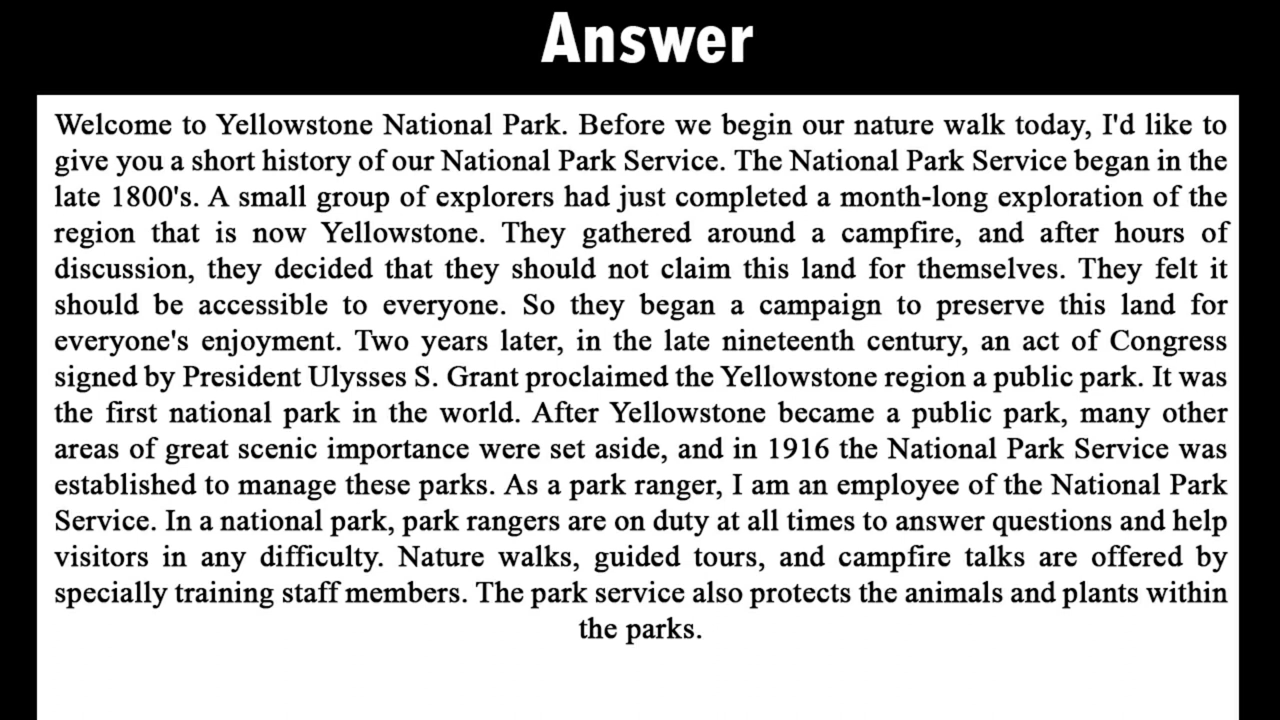 Answer
Welcome to Yellowstone National Park. Before we begin our nature walk today, I'd like to
give you a short history of our National Park Service. The National Park Service began in the
late 1800's. A small group of explorers had just completed a month-long exploration of the
region that is now Yellowstone. They gathered around a campfire, and after hours of
discussion, they decided that they should not claim this land for themselves. They felt it
should be accessible to everyone. So they began a campaign to preserve this land for
everyone's enjoyment. Two years later, in the late nineteenth century, an act of Congress
signed by President Ulysses S. Grant proclaimed the Yellowstone region a public park. It was
the first national park in the world. After Yellowstone became a public park, many other
areas of great scenic importance were set aside, and in 1916 the National Park Service was
established to manage these parks. As a park ranger, I am an employee of the National Park
Service. In a national park, park rangers are on duty at all times to answer questions and help
visitors in any difficulty. Nature walks, guided tours, and campfire talks are offered by
specially training staff members. The park service also protects the animals and plants within
the parks.